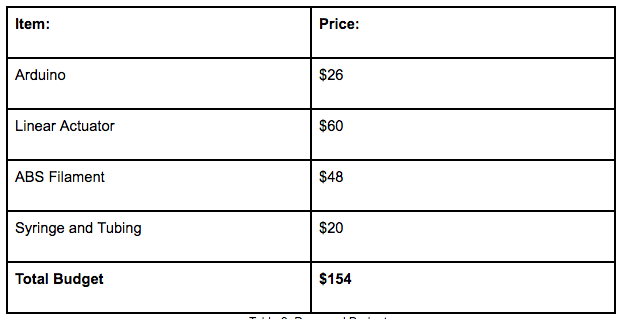 Item: Price:
Arduino $26
Linear Actuator $60
ABS Filament $48
Syringe and Tubing $20
Total Budget $154